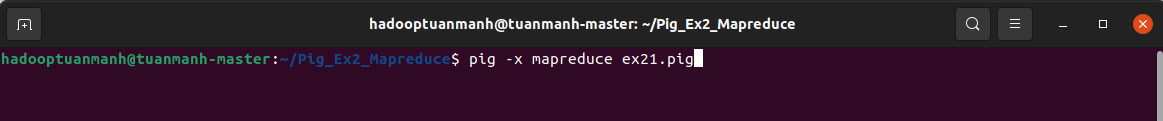 hadooptuanmanh@tuanmanh-master: ~/Pig_Ex2_Mapreduce
hadooptuanmanh@tuanmanh-master:~/Pig_Ex2_Mapreduce$ pig -x mapreduce ex21.pig